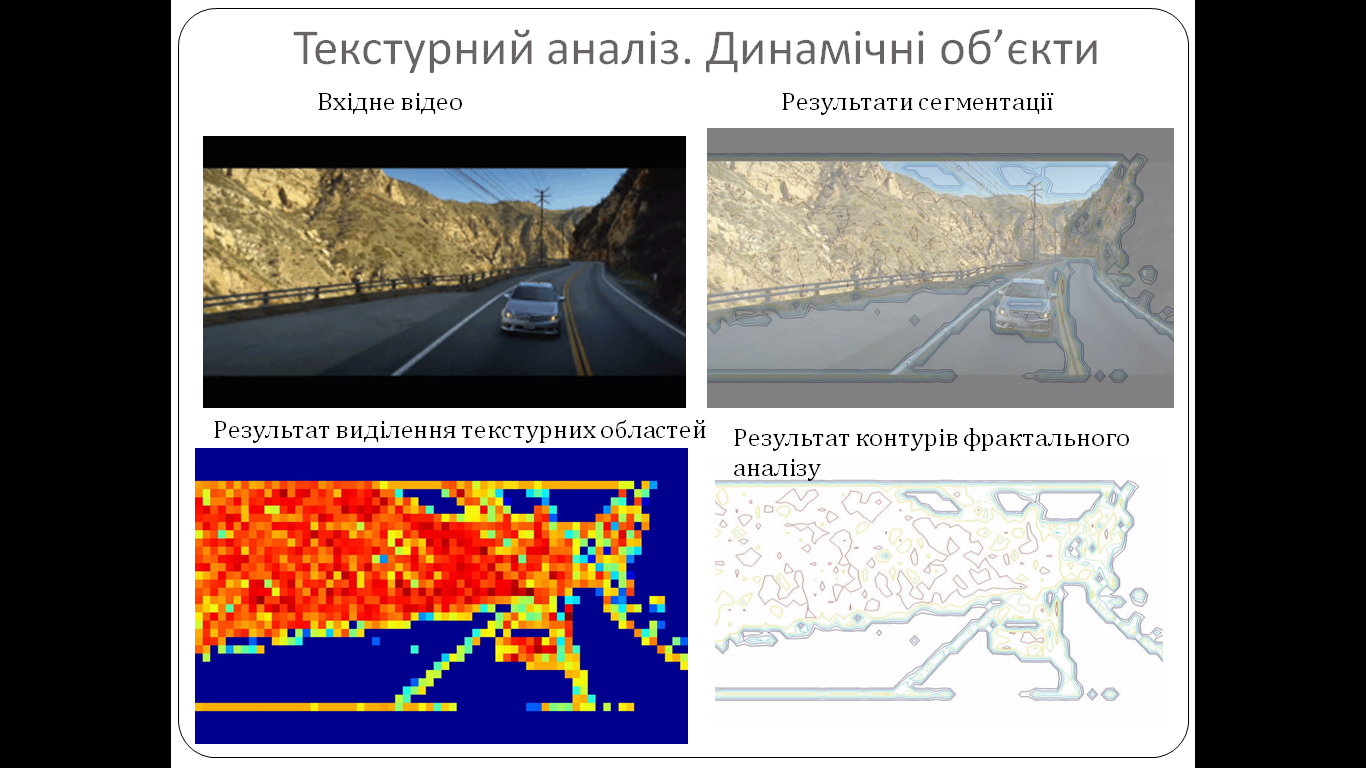 Текстурний аналіз. Динамічні об’єкти
Вхідне відео
Результати сегментації
Результат виділення текстурних областей
Результат контурів фрактального
аналізу